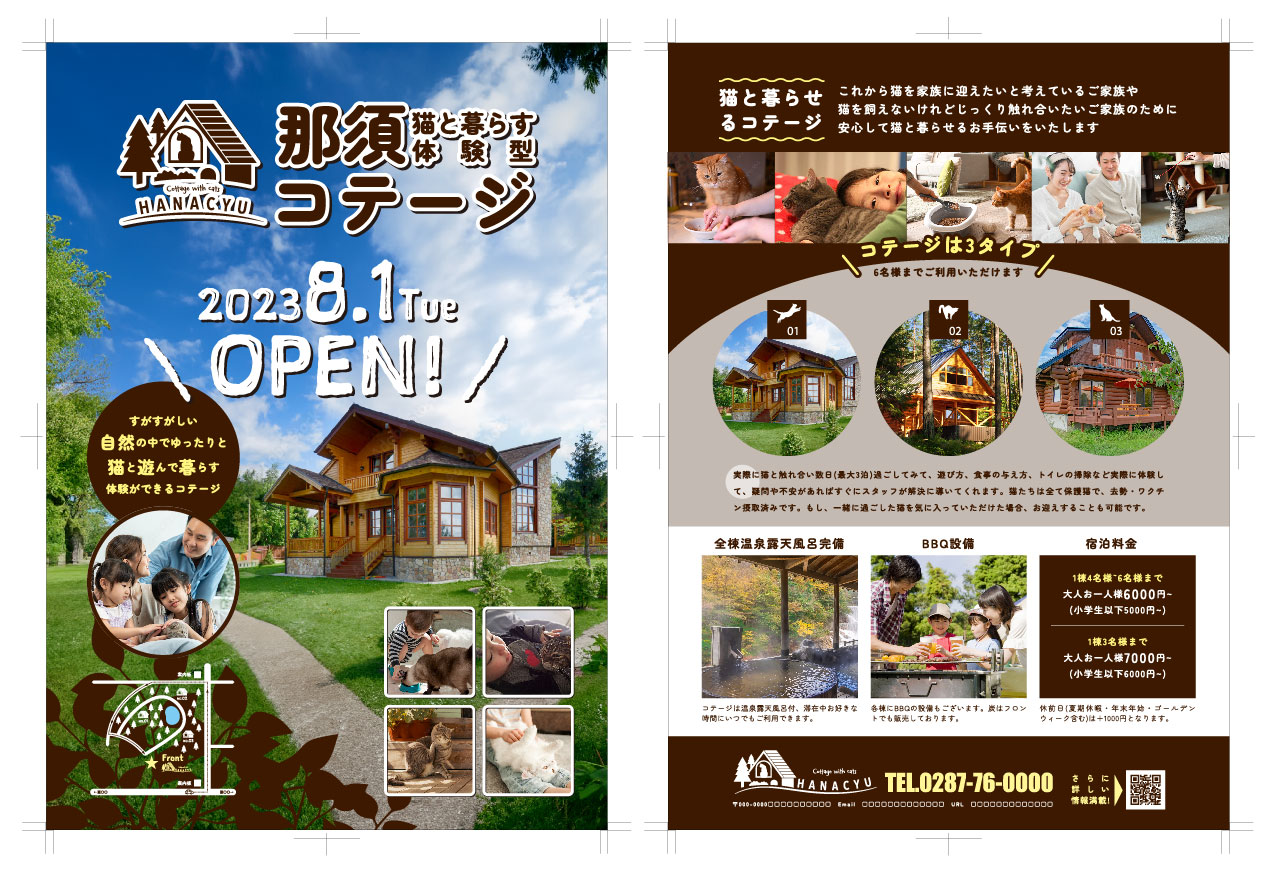 那須
猫と暮らす
体験型
コテージ
Cottage with cats
HANACYU
2023 8.1 Tue
OPEN!
すがすがしい
自然の中でゆったりと
猫と遊んで暮らす
体験ができるコテージ
案内板
no.02
no.01
no.03
Front
HANACYU
案内板
猫と暮らせ
るコテージ
これから猫を家族に迎えたいと考えているご家族や
猫を飼えないけれどじっくり触れ合いたいご家族のために
安心して猫と暮らせるお手伝いをいたします
コテージは3タイプ
6名様までご利用いただけます
01
02
03
実際に猫と触れ合い数日(最大3泊)過ごしてみて、遊び方、食事の与え方、トイレの掃除など実際に体験し
て、疑問や不安があればすぐにスタッフが解決に導いてくれます。猫たちは全て保護猫で、去勢・ワクチ
ン摂取済みです。もし、一緒に過ごした猫を気に入っていただけた場合、お迎えすることも可能です。
全棟温泉露天風呂完備
コテージは温泉露天風呂付、滞在中お好きな
時間にいつでもご利用できます。
BBQ設備
各棟にBBQの設備もございます。炭はフロン
トでも販売しております。
宿泊料金
1棟4名様~6名様まで
大人お一人様6000円~
(小学生以下5000円~)
1棟3名様まで
大人お一人様7000円~
(小学生以下6000円~)
休前日(夏期休暇・年末年始・ゴールデン
ウィーク含む)は+1000円となります。
Cottage with cats
HANACYU
TEL.0287-76-0000
〒000-0000□□□□□□□□□□ Email □□□□□□□□□□□□□ URL □□□□□□□□□□□□□
さらに
詳しい
情報満載!